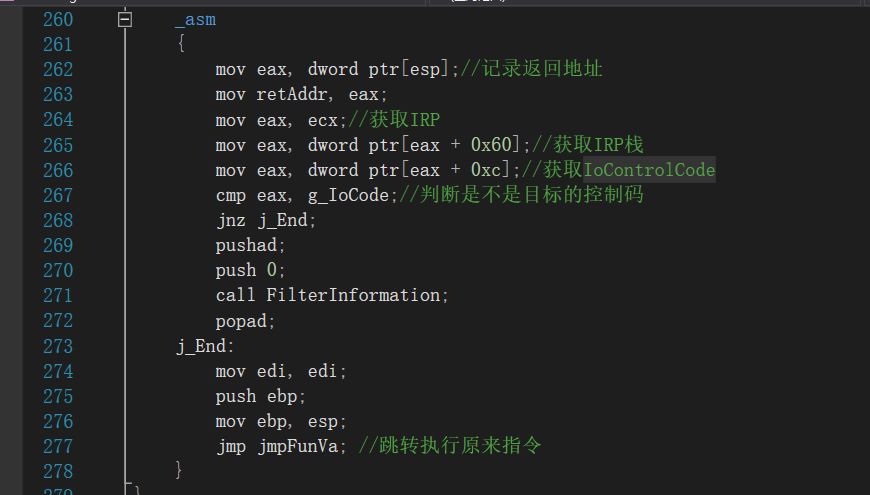 260 _asm
261 {
262 mov eax, dword ptr[esp];//记录返回地址
263 mov retAddr, eax;
264 mov eax, ecx;//获取IRP
265 mov eax, dword ptr[eax + 0x60];//获取IRP栈
266 mov eax, dword ptr[eax + 0xc];//获取IoControlCode
267 cmp eax, g_IoCode;//判断是不是目标的控制码
268 jnz j_End;
269 pushad;
270 push 0;
271 call FilterInformation;
272 popad;
273 j_End:
274 mov edi, edi;
275 push ebp;
276 mov ebp, esp;
277 jmp jmpFunVa; //跳转执行原来指令
278 }